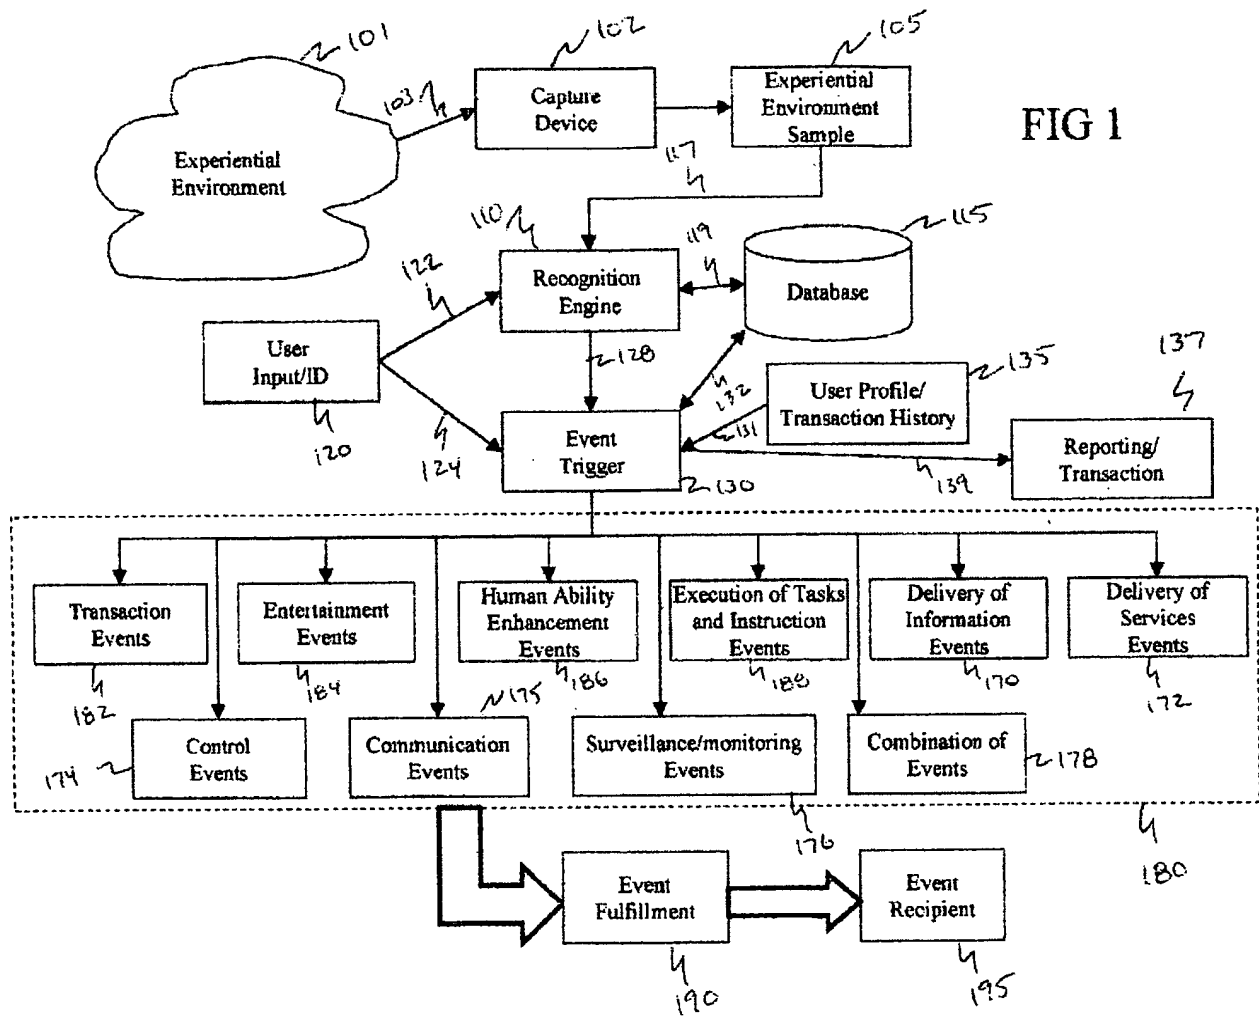 101
102
105
103
Capture
Device
Experiential
Environment
Sample
FIG 1
Experiential
Environment
117
110
119
115
122
Recognition
Engine
Database
User
Input/ID
128
132
135
137
User Profile/
Transaction History
131
120
124
Event
Trigger
130
139
Reporting/
Transaction
Transaction
Events
Entertainment
Events
Human Ability
Enhancement
Events
Execution of Tasks
and Instruction
Events
Delivery of
Information
Events
Delivery of
Services
Events
182
184
186
188
170
172
175
174
Control
Events
Communication
Events
Surveillance/monitoring
Events
Combination of
Events
178
176
180
Event
Fulfillment
Event
Recipient
190
195